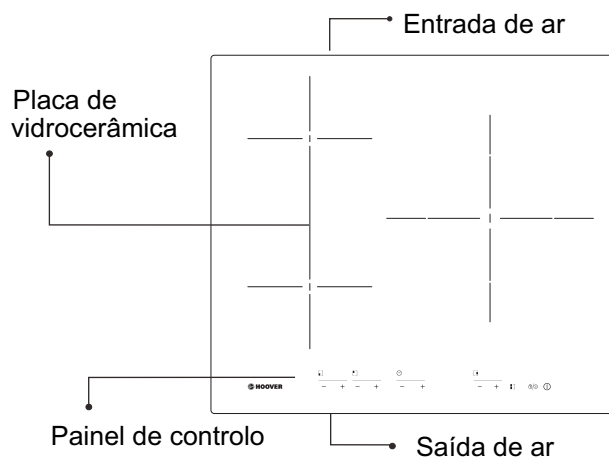 Entrada de ar
Placa de
vidrocerâmica
− + − + − + − +
HOOVER
Painel de controlo
Saída de ar